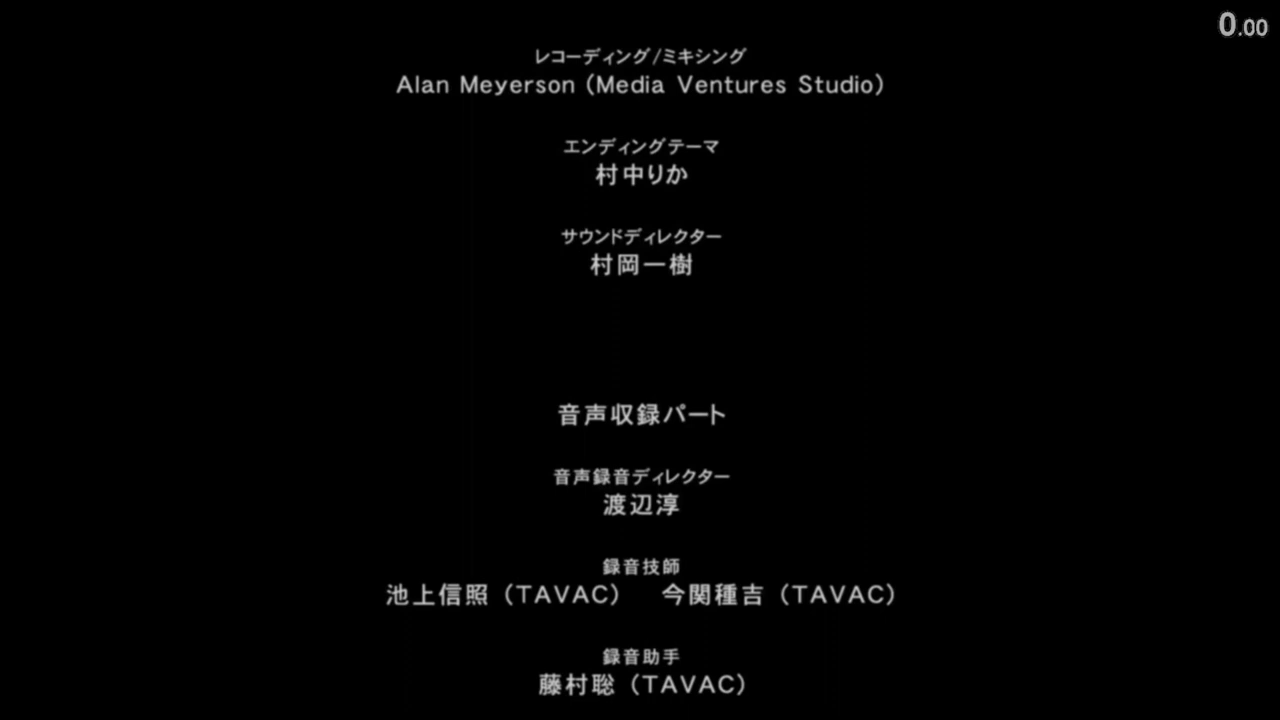 0.00
レコーディング/ミキシング
Alan Meyerson (Media Ventures Studio)
エンディングテーマ
村中りか
サウンドディレクター
村岡一樹
音声収録パート
音声録音ディレクター
渡辺淳
録音技師
池上信照 (TAVAC) 今関種吉 (TAVAC)
録音助手
藤村聡 (TAVAC)